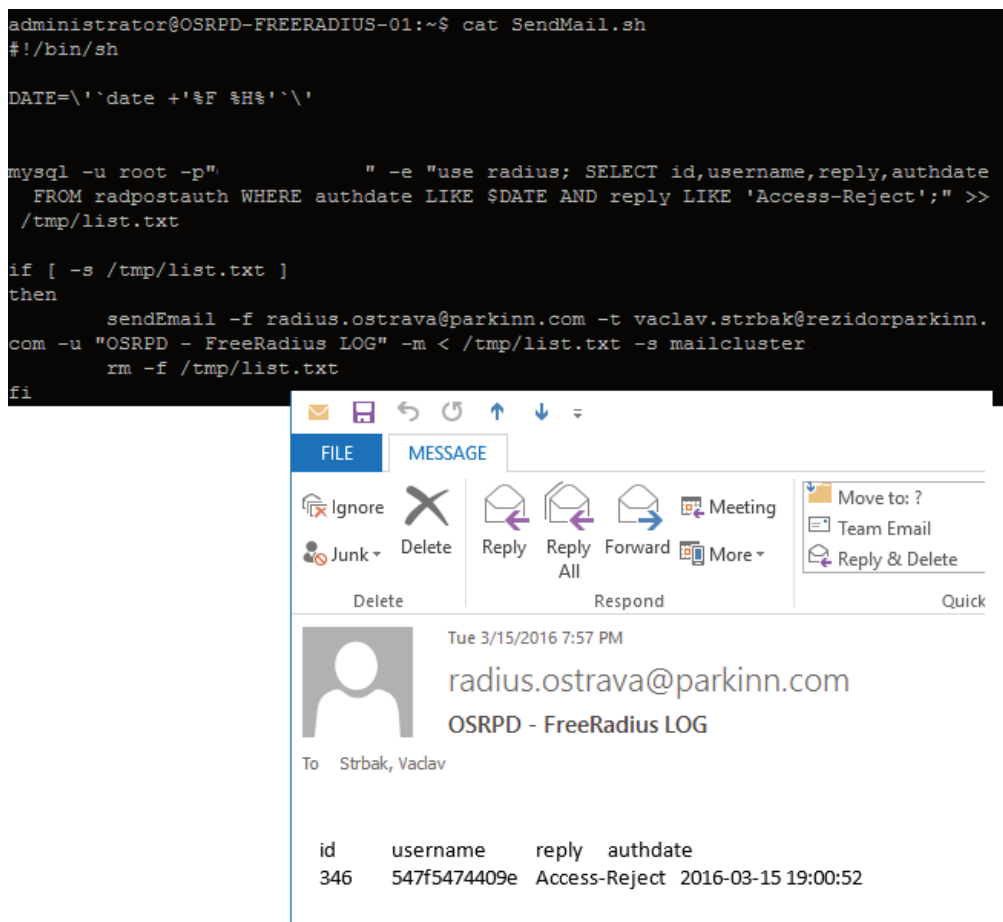 administrator@OSRPD-FREERADIUS-01:~$ cat SendMail.sh
#!/bin/sh
DATE=\'`date +'%F %H%'`\'
mysql -u root -p" " -e "use radius; SELECT id,username,reply,authdate
FROM radpostauth WHERE authdate LIKE $DATE AND reply LIKE 'Access-Reject';" >>
/tmp/list.txt
if [ -s /tmp/list.txt ]
then
sendEmail -f radius.ostrava@parkinn.com -t vaclav.strbak@rezidorparkinn.
com -u "OSRPD - FreeRadius LOG" -m < /tmp/list.txt -s mailcluster
rm -f /tmp/list.txt
fi
FILE MESSAGE
Ignore
Junk
Delete
Reply
Reply All
Forward
Meeting
More
Move to: ?
Team Email
Reply & Delete
Delete Respond Quick
Tue 3/15/2016 7:57 PM
radius.ostrava@parkinn.com
OSRPD - FreeRadius LOG
To Strbak, Vaclav
id username reply authdate
346 547f5474409e Access-Reject 2016-03-15 19:00:52